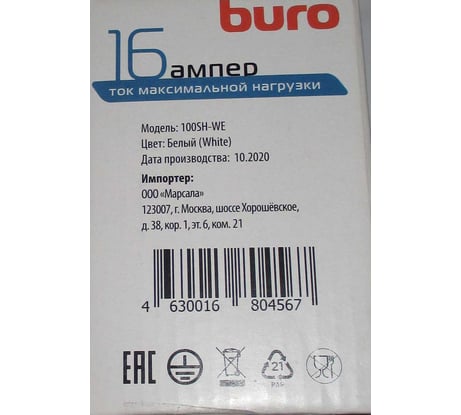 buro
16 ампер
ток максимальной нагрузки
Модель: 100SH-WE
Цвет: Белый (White)
Дата производства: 10.2020
Импортер:
ООО «Марсала»
123007, г. Москва, шоссе Хорошёвское,
д. 38, кор. 1, эт. 6, ком. 21
4 630016 804567
EAC
21
PAP